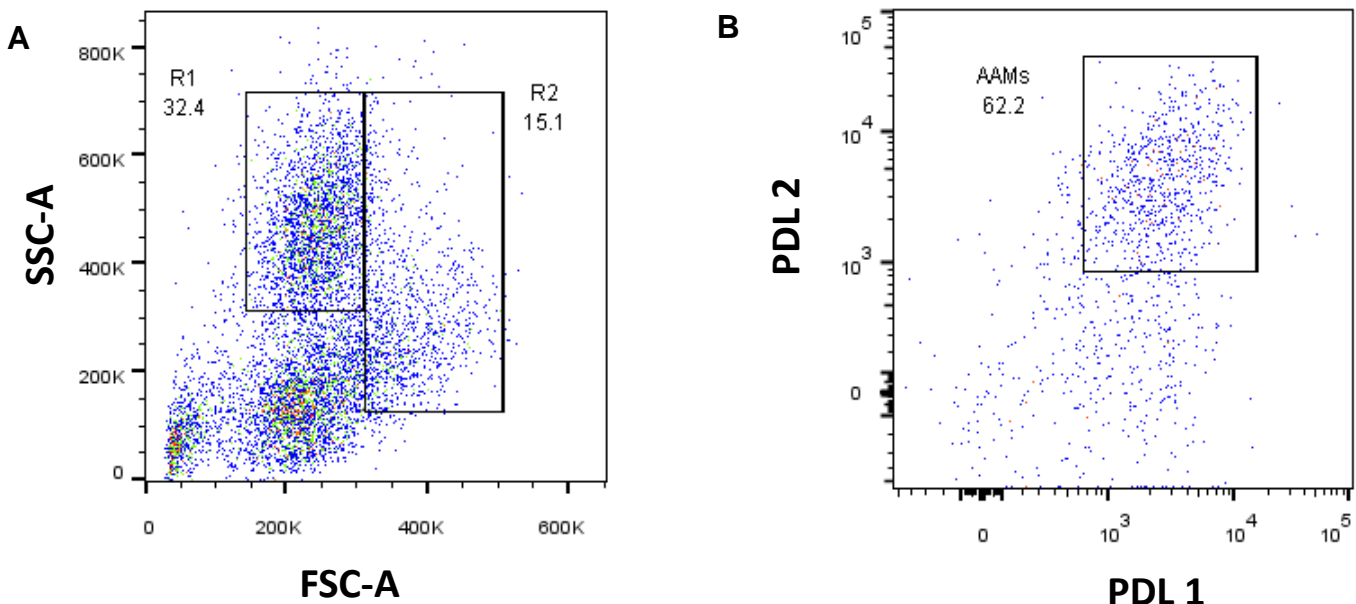 A
R1
32.4
R2
15.1
800K
600K
400K
200K
0
SSC-A
0
200K
400K
600K
FSC-A
B
AAMs
62.2
10^5
10^4
10^3
0
PDL 2
0
10^3
10^4
10^5
PDL 1